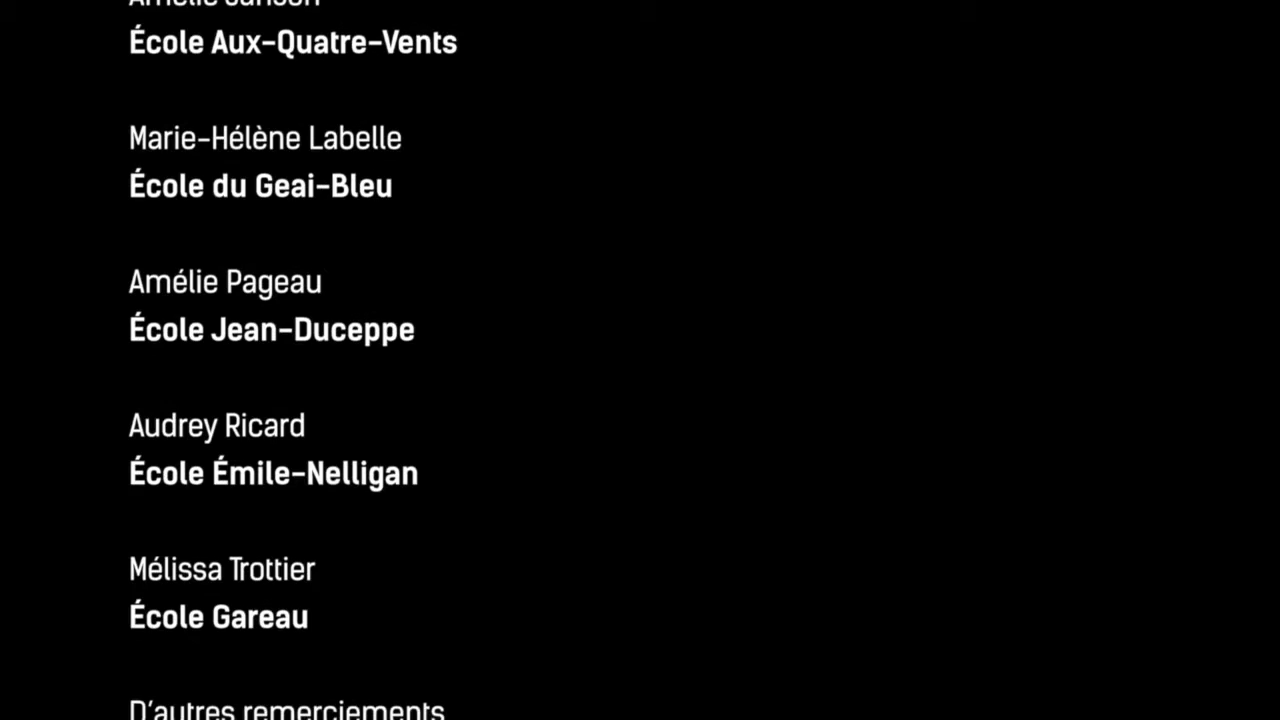 Amélie
École Aux-Quatre-Vents
Marie-Hélène Labelle
École du Geai-Bleu
Amélie Pageau
École Jean-Duceppe
Audrey Ricard
École Émile-Nelligan
Mélissa Trottier
École Gareau
D'autres remerciements